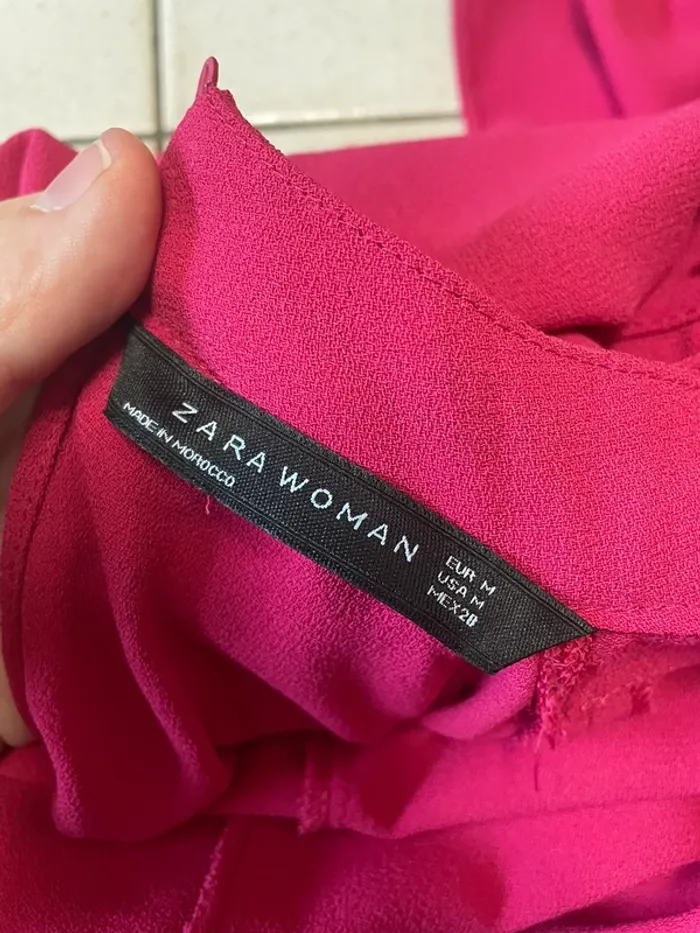 ZARA WOMAN
MADE IN MOROCCO
EUR M
USA M
MEX 28